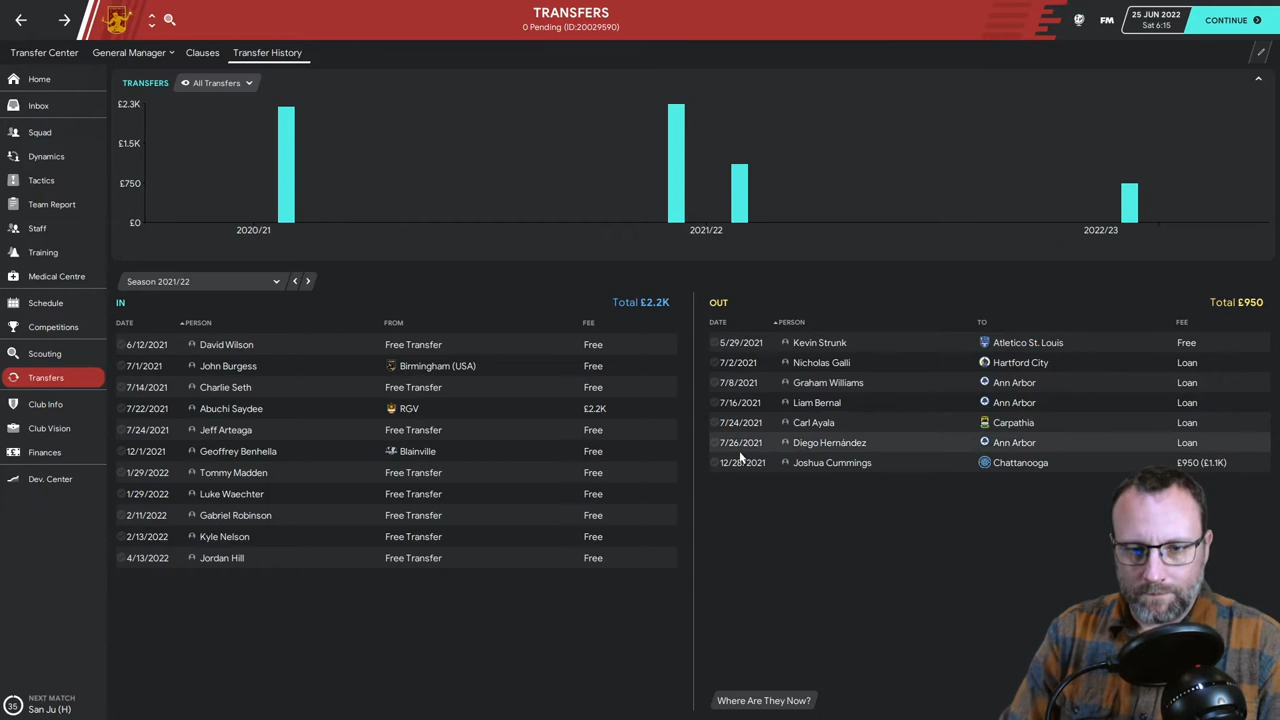 TRANSFERS
0 Pending (ID:20029590)
FM
25 JUN 2022
Sat 6:15
CONTINUE
Transfer Center
General Manager
Clauses
Transfer History
Home
Inbox
Squad
Dynamics
Tactics
Team Report
Staff
Training
Medical Centre
Schedule
Competitions
Scouting
Transfers
Club Info
Club Vision
Finances
Dev. Center
35
NEXT MATCH
San Ju (H)
TRANSFERS
All Transfers
£2.3K
£1.5K
£750
£0
2020/21
2021/22
2022/23
Season 2021/22
IN Total £2.2K
DATE PERSON FROM FEE
6/12/2021 David Wilson Free Transfer Free
7/1/2021 John Burgess Birmingham (USA) Free
7/14/2021 Charlie Seth Free Transfer Free
7/22/2021 Abuchi Saydee RGV £2.2K
7/24/2021 Jeff Arteaga Free Transfer Free
12/1/2021 Geoffrey Benhella Blainville Free
1/29/2022 Tommy Madden Free Transfer Free
1/29/2022 Luke Waechter Free Transfer Free
2/11/2022 Gabriel Robinson Free Transfer Free
2/13/2022 Kyle Nelson Free Transfer Free
4/13/2022 Jordan Hill Free Transfer Free
OUT Total £950
DATE PERSON TO FEE
5/29/2021 Kevin Strunk Atletico St. Louis Free
7/2/2021 Nicholas Galli Hartford City Loan
7/8/2021 Graham Williams Ann Arbor Loan
7/16/2021 Liam Bernal Ann Arbor Loan
7/24/2021 Carl Ayala Carpathia Loan
7/26/2021 Diego Hernández Ann Arbor Loan
12/28/2021 Joshua Cummings Chattanooga £950 (£1.1K)
Where Are They Now?